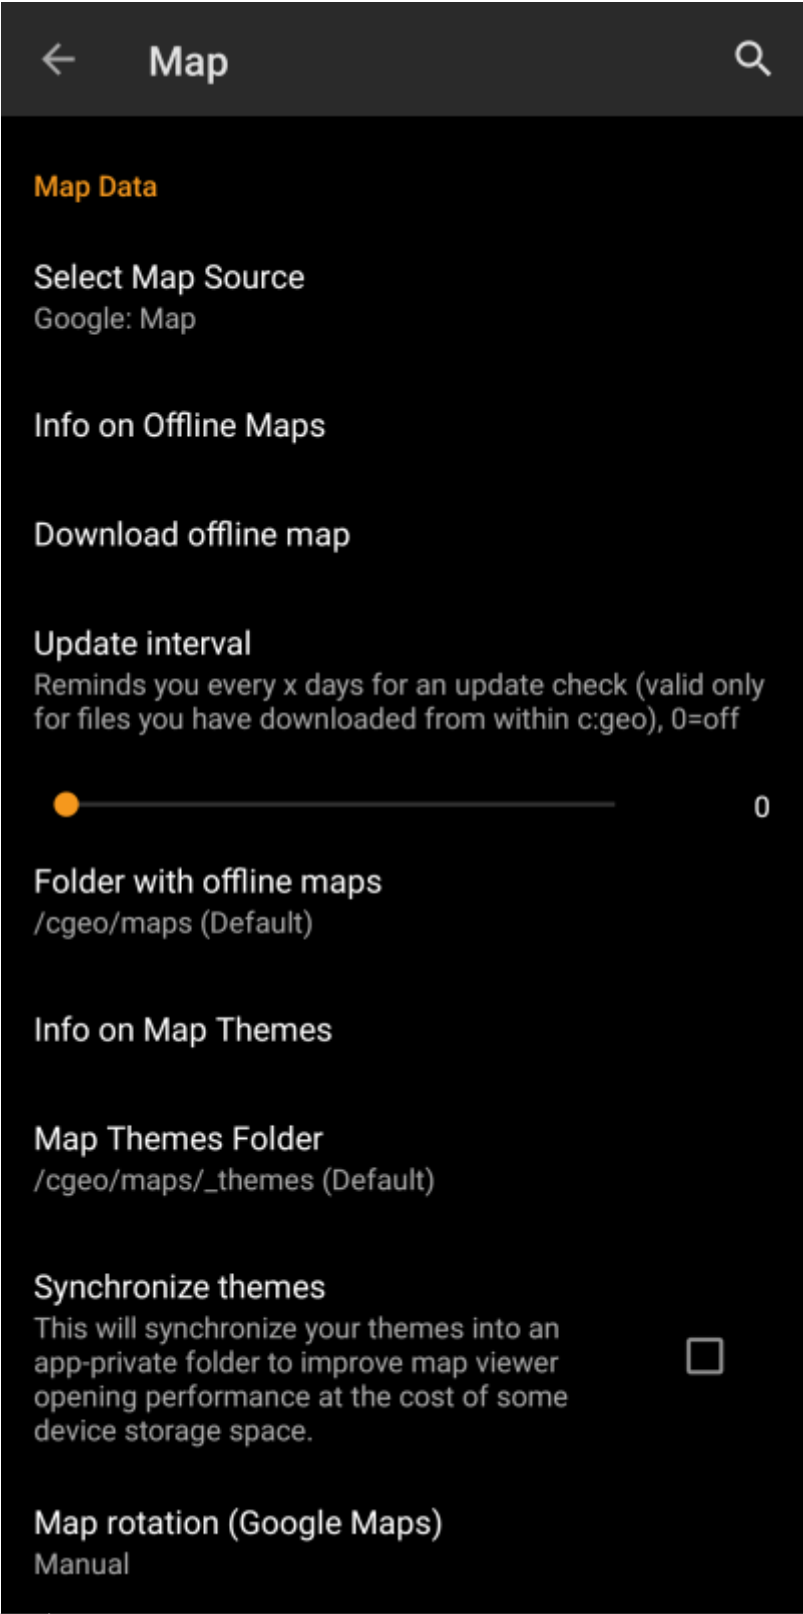 Map
Map Data
Select Map Source
Google: Map
Info on Offline Maps
Download offline map
Update interval
Reminds you every x days for an update check (valid only
for files you have downloaded from within c:geo), 0=off
0
Folder with offline maps
/cgeo/maps (Default)
Info on Map Themes
Map Themes Folder
/cgeo/maps/_themes (Default)
Synchronize themes
This will synchronize your themes into an
app-private folder to improve map viewer
opening performance at the cost of some
device storage space.
Map rotation (Google Maps)
Manual